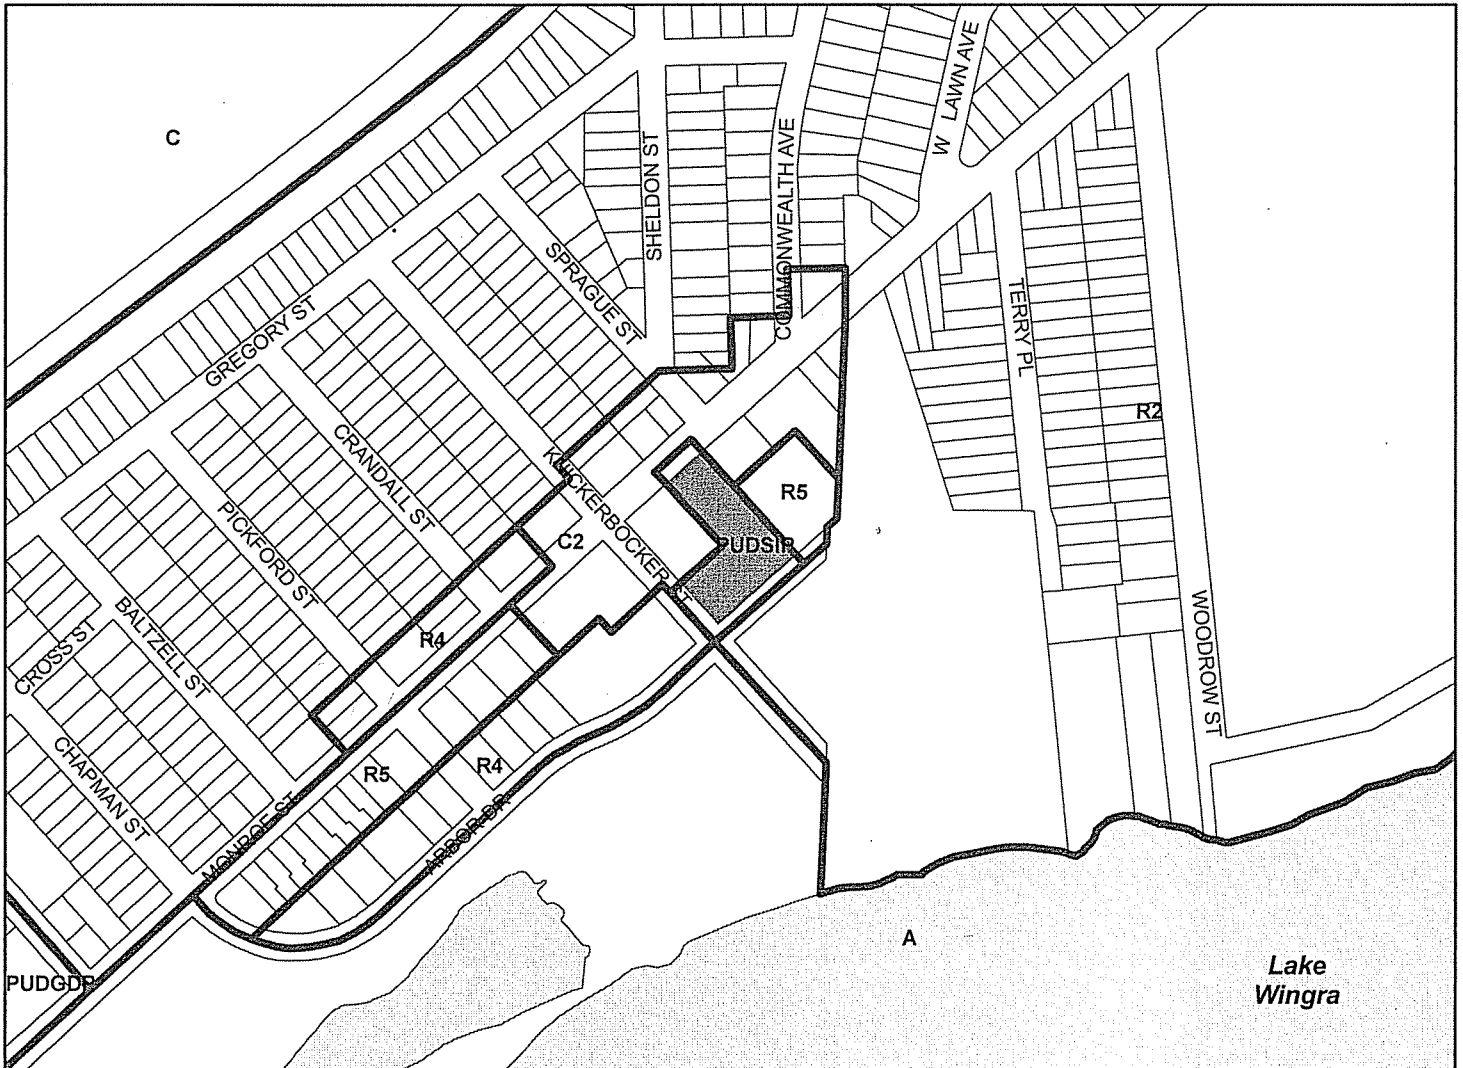 W LAWN AVE
C
SHELDON ST
COMMONWEALTH AVE
SPRAGUE ST
TERRY PL
GREGORY ST
R2
CRANDALL ST
KNICKERBOCKER ST
R5
PICKFORD ST
C2
PUDSIP
BALTZELL ST
R4
CROSS ST
WOODROW ST
CHAPMAN ST
R5
R4
MONROE ST
ARBOR DR
A
PUDGDP
Lake
Wingra